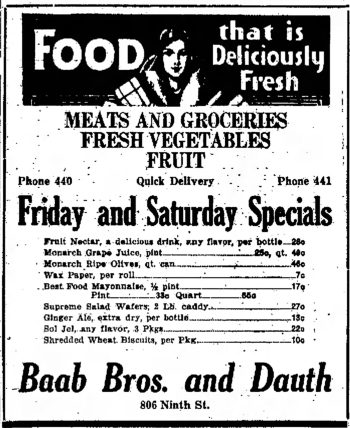 FOOD
that is
Deliciously
Fresh
MEATS AND GROCERIES
FRESH VEGETABLES
FRUIT
Phone 440 Quick Delivery Phone 441
Friday and Saturday Specials
Fruit Nectar, a delicious drink, any flavor, per bottle 28c
Monarch Grape Juice, pint 25c, qt. 49c
Monarch Ripe Olives, qt. can 46c
Wax Paper, per roll 7c
Best Food Mayonnaise, ½ pint 17c
Pint 33c Quart 65c
Supreme Salad Wafers, 2 Lb. caddy 27c
Ginger Ale, extra dry, per bottle 13c
Sol Jel, any flavor, 3 Pkgs 22c
Shredded Wheat Biscuits, per Pkg 10c
Baab Bros. and Dauth
806 Ninth St.